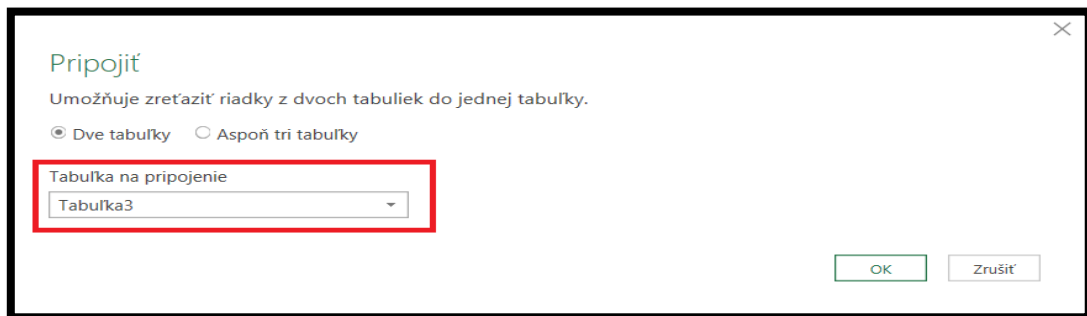 Pripojiť
Umožňuje zreťaziť riadky z dvoch tabuliek do jednej tabuľky.
Dve tabuľky Aspoň tri tabuľky
Tabuľka na pripojenie
Tabuľka3
OK Zrušiť